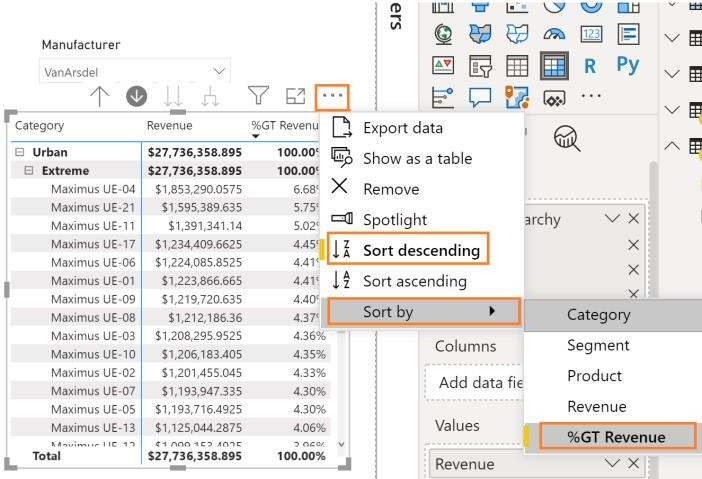 ers
Manufacturer
VanArsdel
123
R Py
Category Revenue %GT Revenu
Urban $27,736,358.895 100.00%
Extreme $27,736,358.895 100.00%
Maximus UE-04 $1,853,290.0575 6.68%
Maximus UE-21 $1,595,389.635 5.75%
Maximus UE-11 $1,391,341.14 5.02%
Maximus UE-17 $1,234,409.6625 4.45%
Maximus UE-06 $1,224,085.8525 4.41%
Maximus UE-01 $1,223,866.665 4.41%
Maximus UE-09 $1,219,720.635 4.40%
Maximus UE-08 $1,212,186.36 4.37%
Maximus UE-03 $1,208,295.9525 4.36%
Maximus UE-10 $1,206,183.405 4.35%
Maximus UE-02 $1,201,455.045 4.33%
Maximus UE-07 $1,193,947.335 4.30%
Maximus UE-05 $1,193,716.4925 4.30%
Maximus UE-13 $1,125,044.2875 4.06%
Maximus UE-12 $1,099,153.4925 3.96%
Total $27,736,358.895 100.00%
Export data
Show as a table
Remove
Spotlight
Sort descending
Sort ascending
Sort by
Category
Segment
Product
Revenue
%GT Revenue
archy
Columns
Add data fie
Values
Revenue